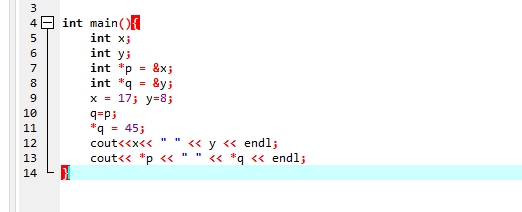 3
4 int main(){
5 int x;
6 int y;
7 int *p = &x;
8 int *q = &y;
9 x = 17; y=8;
10 q=p;
11 *q = 45;
12 cout<<x<< " " << y << endl;
13 cout<< *p << " " << *q << endl;
14 }